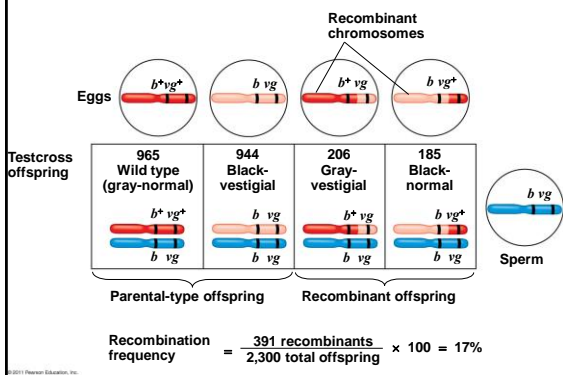 Recombinant
chromosomes
Eggs
b⁺vg⁺
b vg
b⁺ vg
b vg⁺
Testcross
offspring
965
Wild type
(gray-normal)
944
Black-
vestigial
206
Gray-
vestigial
185
Black-
normal
b⁺ vg⁺
b vg
b vg
b vg
b⁺ vg
b vg
b vg⁺
b vg
b vg
Sperm
Parental-type offspring
Recombinant offspring
Recombination
frequency
= 391 recombinants
2,300 total offspring
× 100 = 17%
©2011 Pearson Education, Inc.